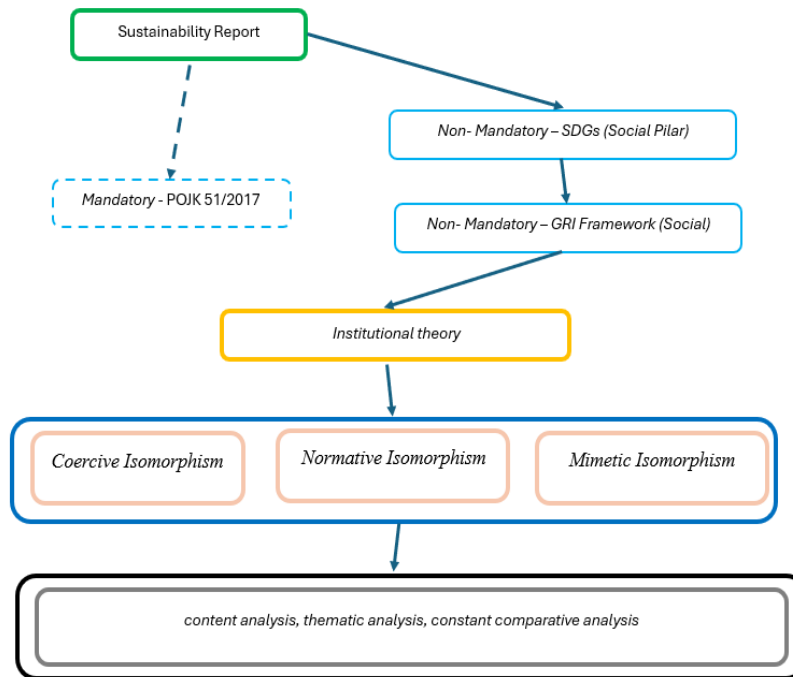 Sustainability Report
Non- Mandatory – SDGs (Social Pilar)
Mandatory - POJK 51/2017
Non- Mandatory – GRI Framework (Social)
Institutional theory
Coercive Isomorphism
Normative Isomorphism
Mimetic Isomorphism
content analysis, thematic analysis, constant comparative analysis